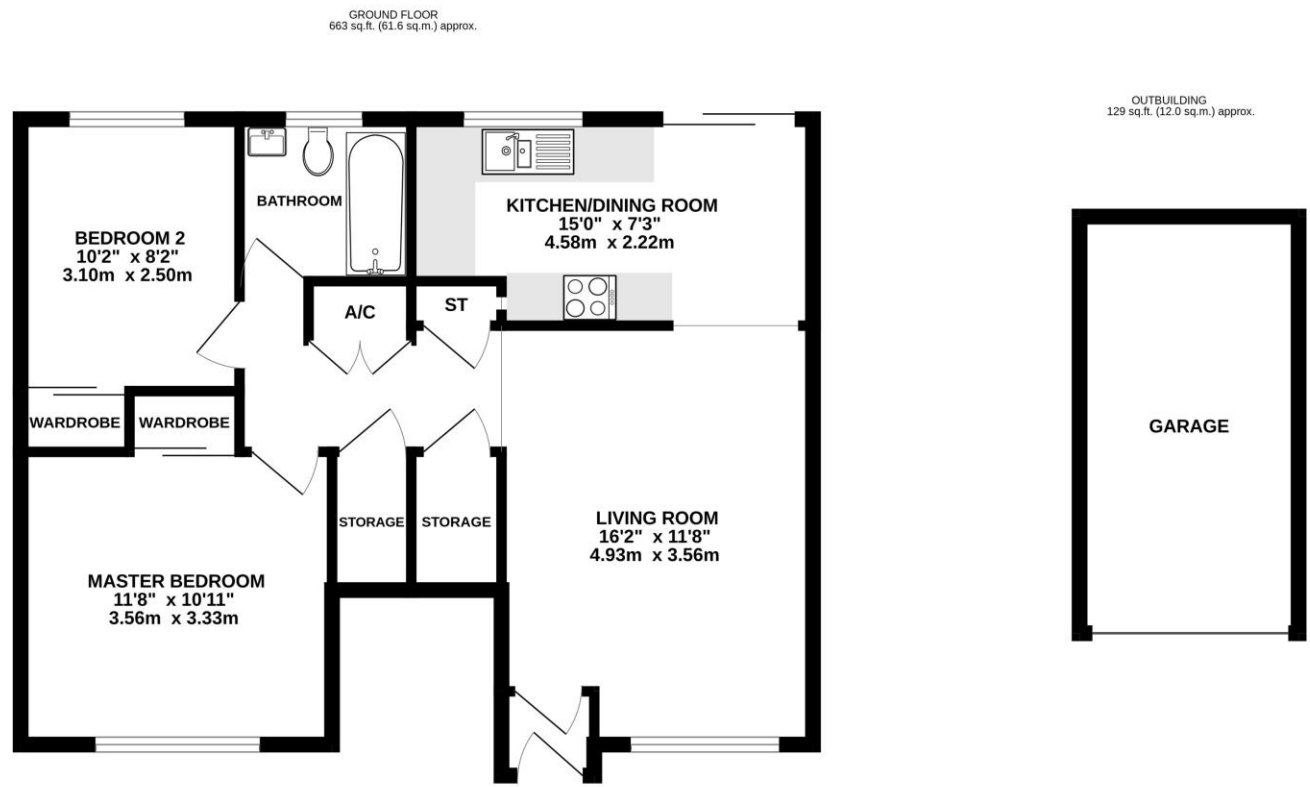 GROUND FLOOR
663 sq.ft. (61.6 sq.m.) approx.
OUTBUILDING
129 sq.ft. (12.0 sq.m.) approx.
BATHROOM
KITCHEN/DINING ROOM
15'0" x 7'3"
4.58m x 2.22m
BEDROOM 2
10'2" x 8'2"
3.10m x 2.50m
A/C
ST
WARDROBE
WARDROBE
GARAGE
STORAGE
STORAGE
LIVING ROOM
16'2" x 11'8"
4.93m x 3.56m
MASTER BEDROOM
11'8" x 10'11"
3.56m x 3.33m